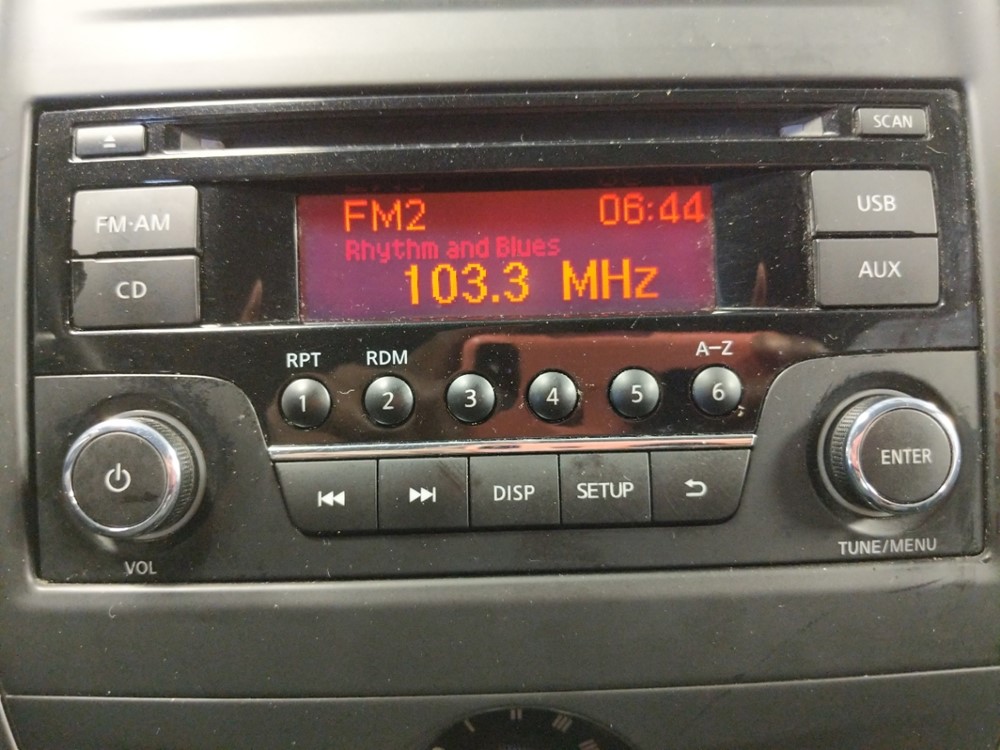 SCAN
FM·AM
CD
FM2 06:44
Rhythm and Blues
103.3 MHz
USB
AUX
RPT RDM A–Z
1 2 3 4 5 6
DISP SETUP
ENTER
VOL
TUNE/MENU